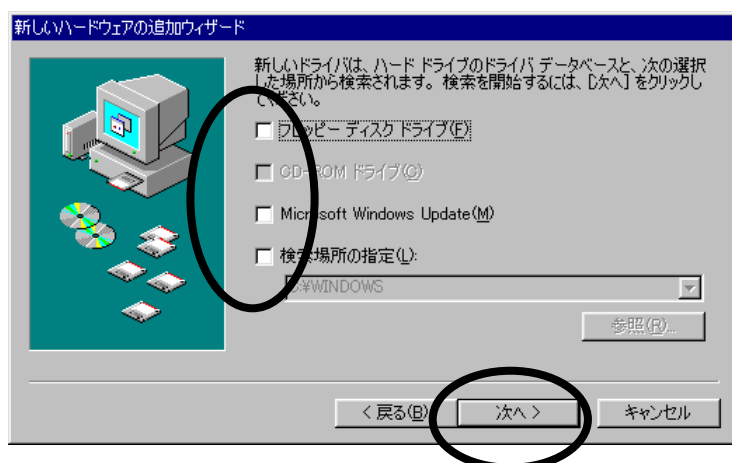 新しいハードウェアの追加ウィザード
新しいドライバは、ハード ドライブのドライバ データベースと、次の選択
した場所から検索されます。検索を開始するには、[次へ] をクリックし
てください。
フロッピー ディスク ドライブ(F)
CD-ROM ドライブ(C)
Microsoft Windows Update(M)
検索場所の指定(L):
C:¥WINDOWS
参照(R)...
< 戻る(B)
次へ >
キャンセル